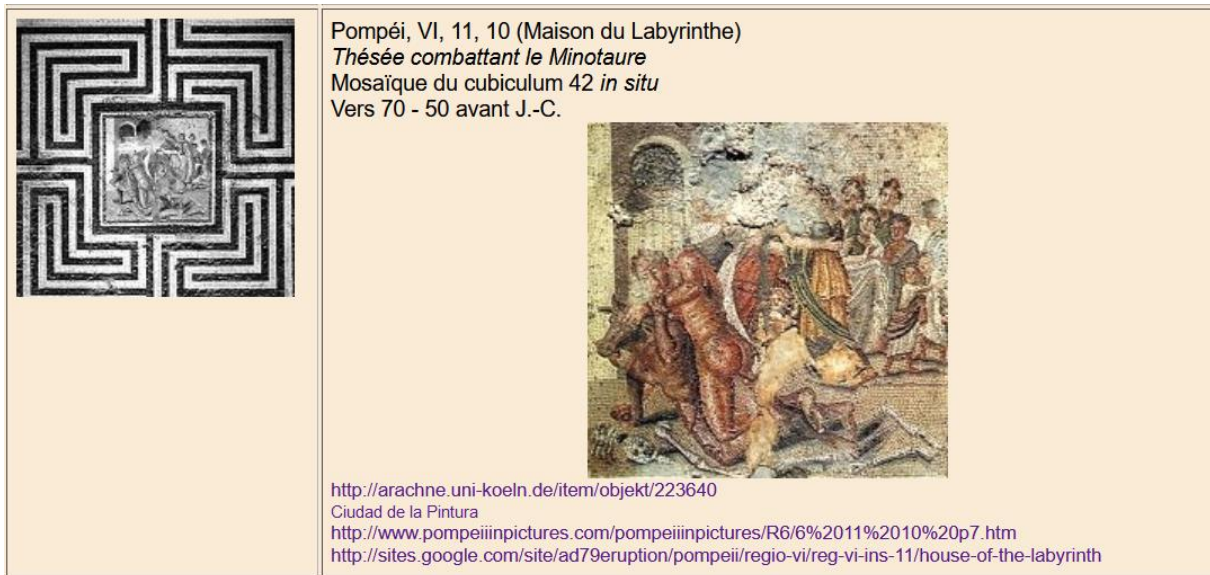 Pompéi, VI, 11, 10 (Maison du Labyrinthe)
Thésée combattant le Minotaure
Mosaïque du cubiculum 42 in situ
Vers 70 - 50 avant J.-C.
http://arachne.uni-koeln.de/item/objekt/223640
Ciudad de la Pintura
http://www.pompeiiinpictures.com/pompeiiinpictures/R6/6%2011%2010%20p7.htm
http://sites.google.com/site/ad79eruption/pompeii/regio-vi/reg-vi-ins-11/house-of-the-labyrinth